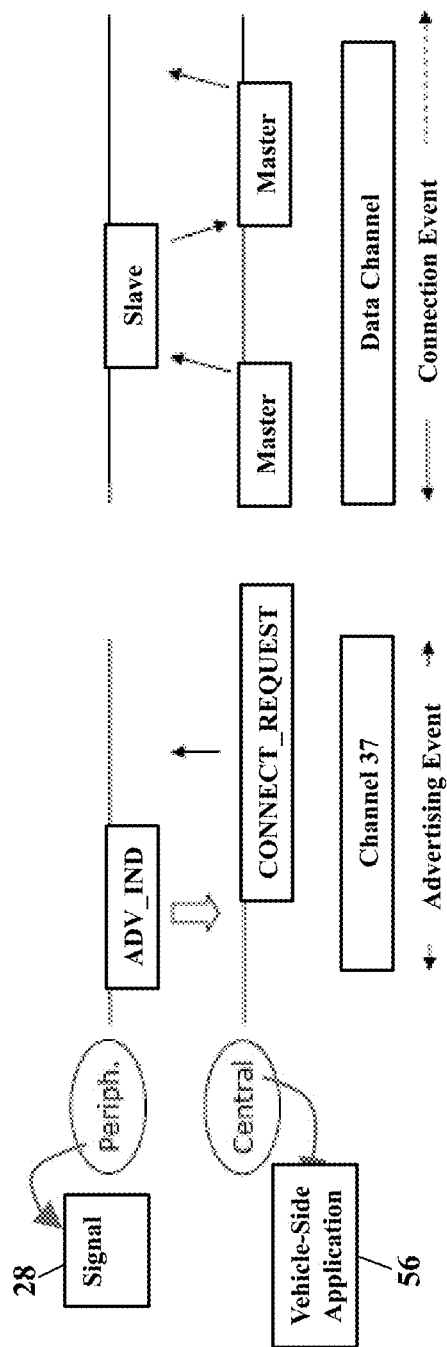 28
Signal
Periph.
ADV_IND
Slave
Vehicle-Side
Application
56
Central
CONNECT_REQUEST
Master
Master
Channel 37
Data Channel
Advertising Event
Connection Event